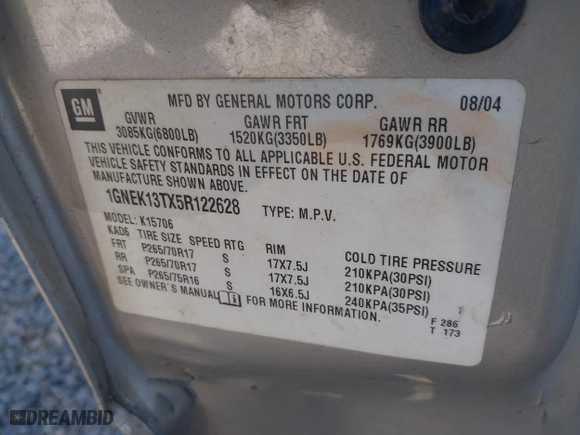 GM
MFD BY GENERAL MOTORS CORP. 08/04
GVWR GAWR FRT GAWR RR
3085KG(6800LB) 1520KG(3350LB) 1769KG(3900LB)
THIS VEHICLE CONFORMS TO ALL APPLICABLE U.S. FEDERAL MOTOR
VEHICLE SAFETY STANDARDS IN EFFECT ON THE DATE OF
MANUFACTURE SHOWN ABOVE.
1GNEK13TX5R122628 TYPE: M.P.V.
MODEL: K15706
KAD6 TIRE SIZE SPEED RTG RIM COLD TIRE PRESSURE
FRT P265/70R17 S 17X7.5J 210KPA(30PSI)
RR P265/70R17 S 17X7.5J 210KPA(30PSI)
SPA P265/75R16 S 16X6.5J 240KPA(35PSI)
SEE OWNER'S MANUAL FOR MORE INFORMATION.
F 286
T 173
DREAMBID